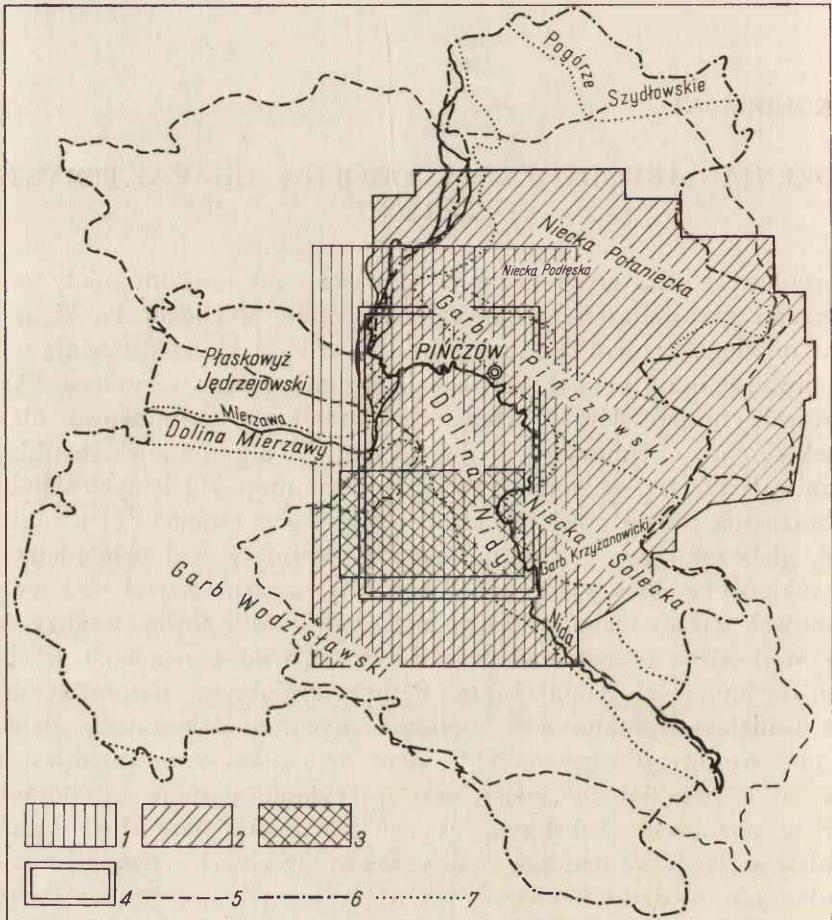 Pogórze
Szydłowskie
Niecka Połaniecka
Niecka Podłęska
Garb Pińczowski
PIŃCZÓW
Płaskowyż
Jędrzejowski
Mierzawa
Dolina Mierzawy
Dolina Nidy
Niecka Solecka
Garb Krzyżanowicki
Garb Wodzisławski
Nida
1 2 3
4 5 6 7